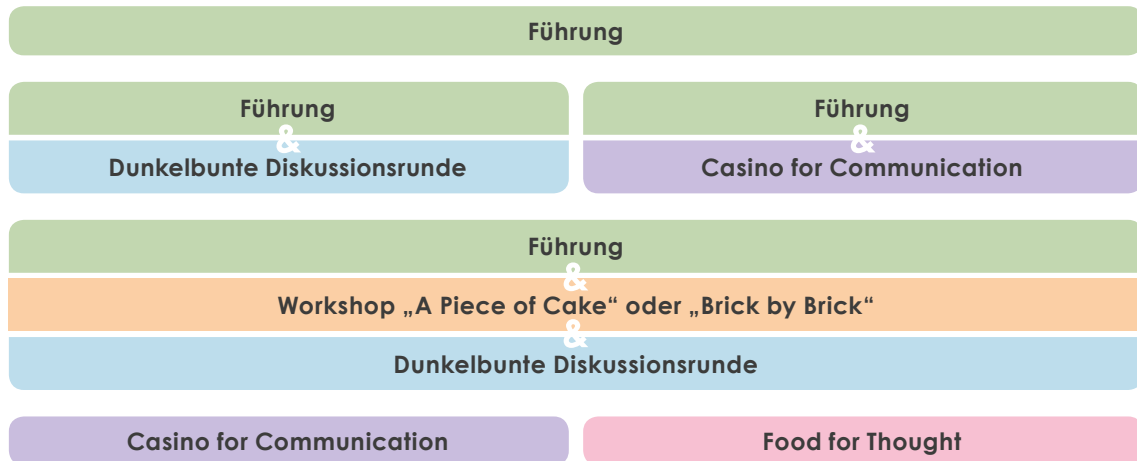 Führung
Führung
&
Dunkelbunte Diskussionsrunde
Führung
&
Casino for Communication
Führung
&
Workshop „A Piece of Cake“ oder „Brick by Brick“
&
Dunkelbunte Diskussionsrunde
Casino for Communication
Food for Thought